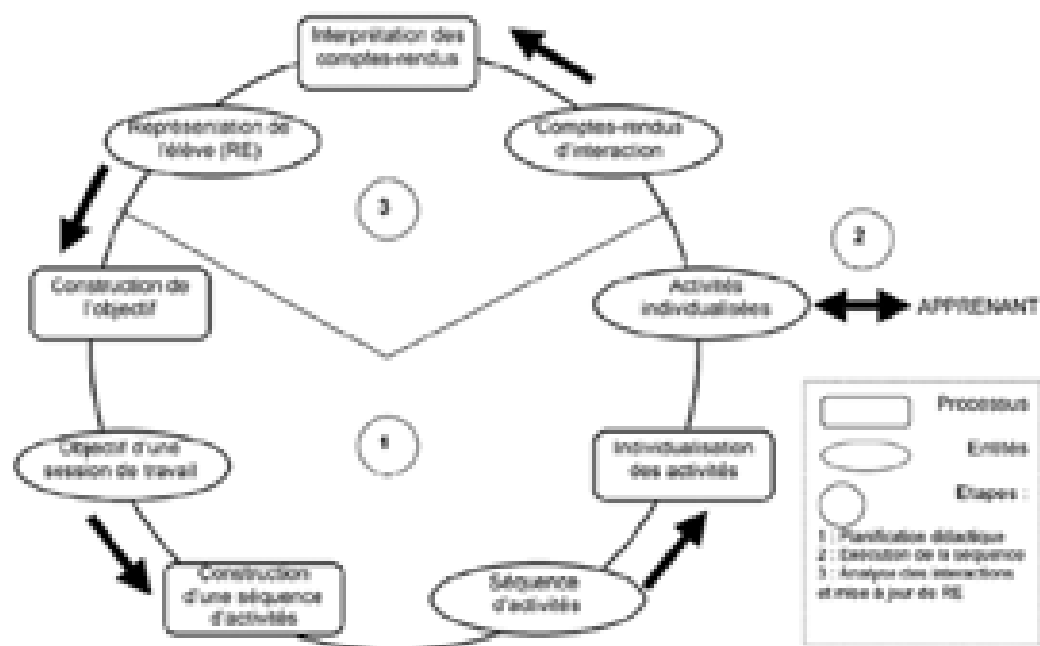 Interprétation des
comptes-rendus
Représentation de
l'élève (RE)
Comptes-rendus
d'interaction
3
2
Construction de
l'objectif
Activités
individualisées
APPRENANT
1
Objectif d'une
session de travail
Individualisation
des activités
Construction
d'une séquence
d'activités
Séquence
d'activités
Processus
Entités
Etapes :
1 : Planification didactique
2 : Exécution de la séquence
3 : Analyse des interactions
et mise à jour de RE